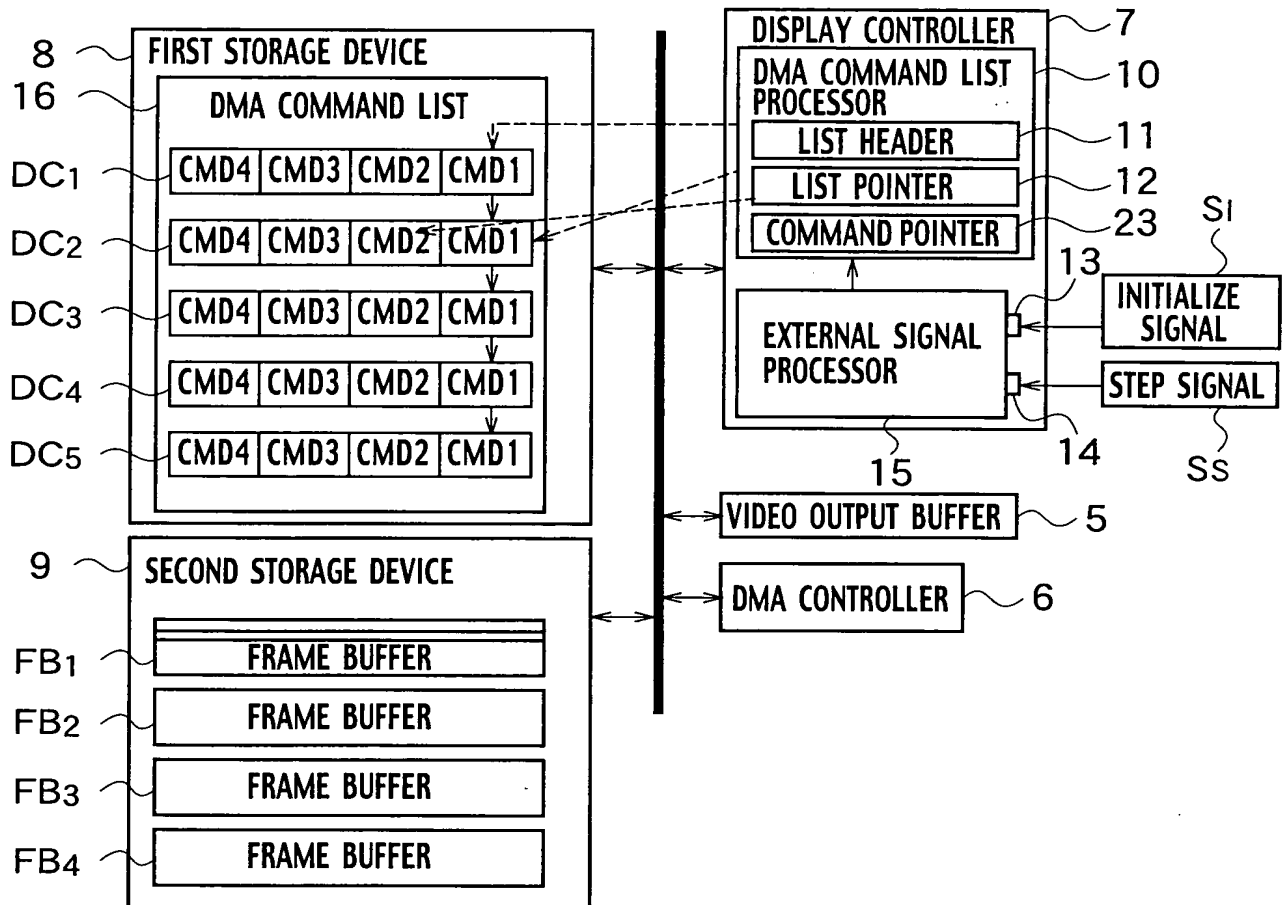 8
FIRST STORAGE DEVICE
16
DMA COMMAND LIST
DC1
CMD4 CMD3 CMD2 CMD1
DC2
CMD4 CMD3 CMD2 CMD1
DC3
CMD4 CMD3 CMD2 CMD1
DC4
CMD4 CMD3 CMD2 CMD1
DC5
CMD4 CMD3 CMD2 CMD1
9
SECOND STORAGE DEVICE
FB1
FRAME BUFFER
FB2
FRAME BUFFER
FB3
FRAME BUFFER
FB4
FRAME BUFFER
DISPLAY CONTROLLER
7
DMA COMMAND LIST
PROCESSOR
10
LIST HEADER
11
LIST POINTER
12
COMMAND POINTER
23
EXTERNAL SIGNAL
PROCESSOR
15
13
14
SI
INITIALIZE
SIGNAL
STEP SIGNAL
SS
VIDEO OUTPUT BUFFER
5
DMA CONTROLLER
6